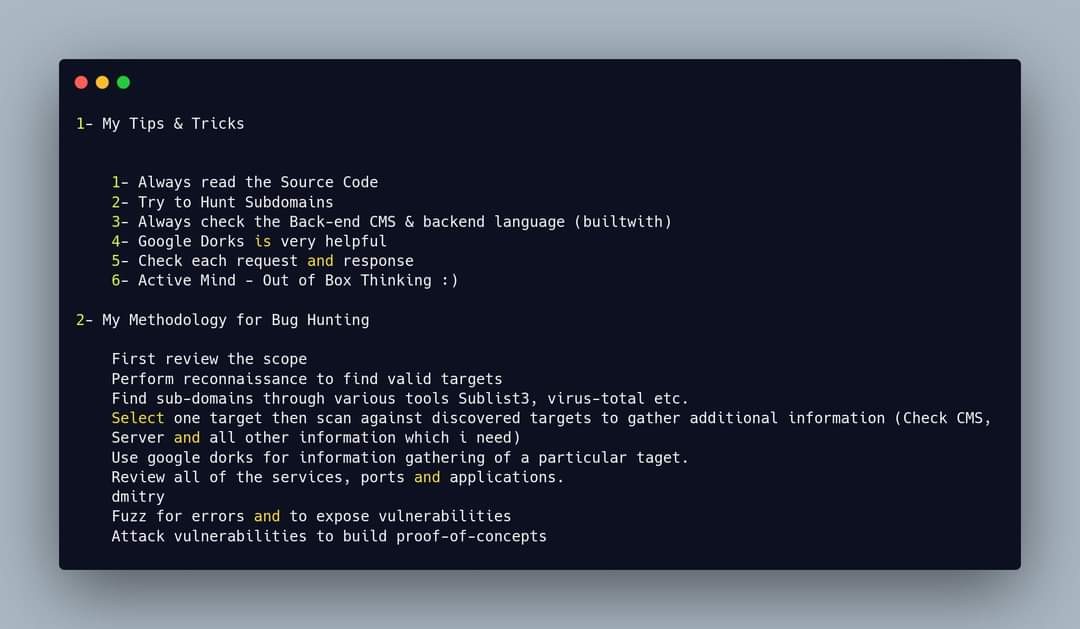 1- My Tips & Tricks
1- Always read the Source Code
2- Try to Hunt Subdomains
3- Always check the Back-end CMS & backend language (builtwith)
4- Google Dorks is very helpful
5- Check each request and response
6- Active Mind - Out of Box Thinking :)
2- My Methodology for Bug Hunting
First review the scope
Perform reconnaissance to find valid targets
Find sub-domains through various tools Sublist3, virus-total etc.
Select one target then scan against discovered targets to gather additional information (Check CMS,
Server and all other information which i need)
Use google dorks for information gathering of a particular taget.
Review all of the services, ports and applications.
dmitry
Fuzz for errors and to expose vulnerabilities
Attack vulnerabilities to build proof-of-concepts